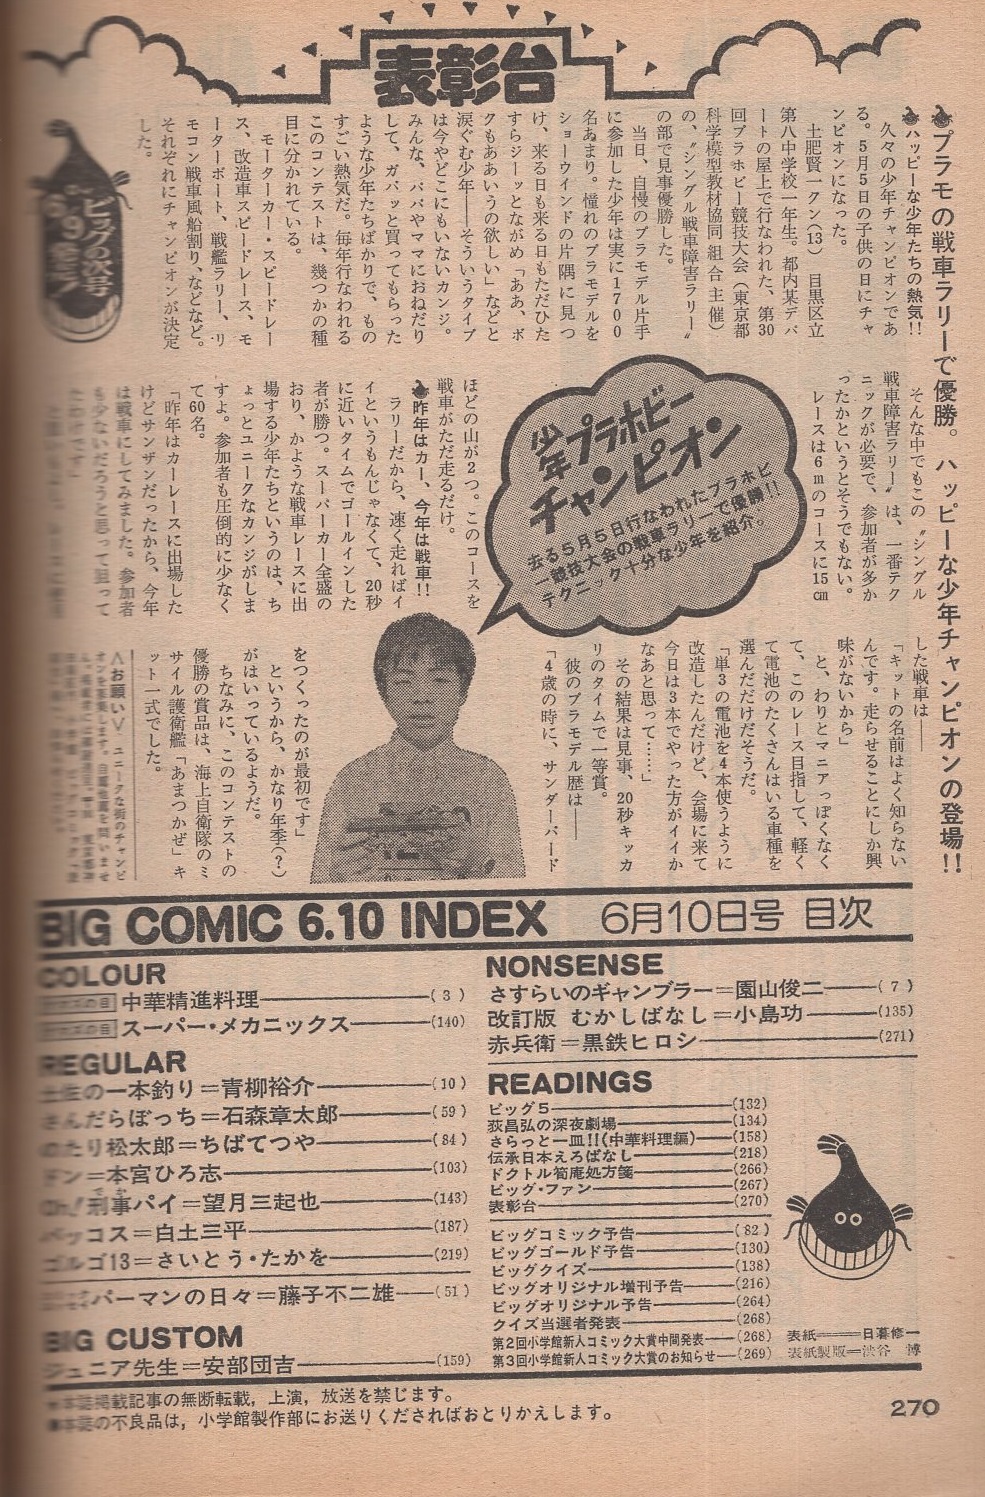 表彰台
プラモの戦車ラリーで優勝。ハッピーな少年チャンピオンの登場!!
ハッピーな少年たちの熱気!!
久々の少年チャンピオンであ
る。5月5日の子供の日にチャ
ンピオンになった。
土肥賢一クン(13) 目黒区立
第八中学校一年生。都内某デパ
ートの屋上で行なわれた、第30
回プラホビー競技大会(東京都
科学模型教材協同組合主催)
の、〝シングル戦車障害ラリー〟
の部で見事優勝した。
当日、自慢のプラモデル片手
に参加した少年は実に1700
名あまり。憧れのプラモデルを
ショーウインドの片隅に見つ
け、来る日も来る日もただひた
すらジーッとながめ「ああ、ボ
クもああいうの欲しい」などと
涙ぐむ少年――そういうタイプ
は今やどこにもいないカンジ。
みんな、パパやママにおねだり
して、ガバッと買ってもらった
ような少年たちばかりで、もの
すごい熱気だ。毎年行なわれる
このコンテストは、幾つかの種
目に分かれている。
モーターカー・スピードレー
ス、改造車スピードレース、モ
ーターボート、戦艦ラリー、リ
モコン戦車風船割り、などなど。
それぞれにチャンピオンが決定
した。
ビッグの次号
そんな中でもこの〝シングル
戦車障害ラリー〟は、一番テク
ニックが必要で、参加者が多か
ったかというとそうでもない。
レースは6mのコースに15cm
少年プラホビー
チャンピオン
去る5月5日行なわれたプラホビ
ー競技大会の戦車ラリーで優勝!!
テクニック十分な少年を紹介。
ほどの山が2つ。このコースを
戦車がただ走るだけ。
昨年はカー、今年は戦車!!
ラリーだから、速く走ればイ
イというもんじゃなくて、20秒
に近いタイムでゴールインした
者が勝つ。スーパーカー全盛の
おり、かような戦車レースに出
場する少年たちというのは、ち
ょっとユニークなカンジがしま
すよ。参加者も圧倒的に少なく
て60名。
「昨年はカーレースに出場した
けどサンザンだったから、今年
は戦車にしてみました。参加者
も少ないだろうと思って狙って
たわけです」
した戦車は――
「キットの名前はよく知らない
んです。走らせることにしか興
味がないから」
と、わりとマニアっぽくなく
て、このレース目指して、軽く
て電池のたくさんはいる車種を
選んだだけだそうだ。
「単3の電池を4本使うように
改造したんだけど、会場に来て
今日は3本でやった方がイイか
なあと思って……」
その結果は見事、20秒キッカ
リのタイムで一等賞。
彼のプラモデル歴は――
「4歳の時に、サンダーバード
をつくったのが最初です」
というから、かなり年季(?)
がはいっているようだ。
ちなみに、このコンテストの
優勝の賞品は、海上自衛隊のミ
サイル護衛艦「あまつかぜ」キ
ット一式でした。
〈お願い〉 ユニークな街のチャンピ
オンを募集します。自薦他薦を問いませ
BIG COMIC 6.10 INDEX 6月10日号 目次
COLOUR
中華精進料理――(3)
スーパー・メカニックス――(140)
REGULAR
土佐の一本釣り=青柳裕介――(10)
さんだらぼっち=石森章太郎――(59)
のたり松太郎=ちばてつや――(84)
ドン=本宮ひろ志――(103)
Oh!刑事パイ=望月三起也――(143)
バッコス=白土三平――(187)
ゴルゴ13=さいとう・たかを――(219)
パーマンの日々=藤子不二雄――(51)
BIG CUSTOM
ジュニア先生=安部団吉――(159)
NONSENSE
さすらいのギャンブラー=園山俊二――(7)
改訂版 むかしばなし=小島功――(135)
赤兵衛=黒鉄ヒロシ――(271)
READINGS
ビッグ5――(132)
荻昌弘の深夜劇場――(134)
さらっと一皿!!(中華料理編)――(158)
伝承日本えろばなし――(218)
ドクトル筍庵処方箋――(266)
ビッグ・ファン――(267)
表彰台――(270)
ビッグコミック予告――(82)
ビッグゴールド予告――(130)
ビッグクイズ――(138)
ビッグオリジナル増刊予告――(216)
ビッグオリジナル予告――(264)
クイズ当選者発表――(268)
第2回小学館新人コミック大賞中間発表――(268)
第3回小学館新人コミック大賞のお知らせ――(269)
表紙――日暮修一
表紙製版=渋谷 博
★本誌掲載記事の無断転載,上演,放送を禁じます。
■本誌の不良品は,小学館製作部にお送りくださればおとりかえします。
270